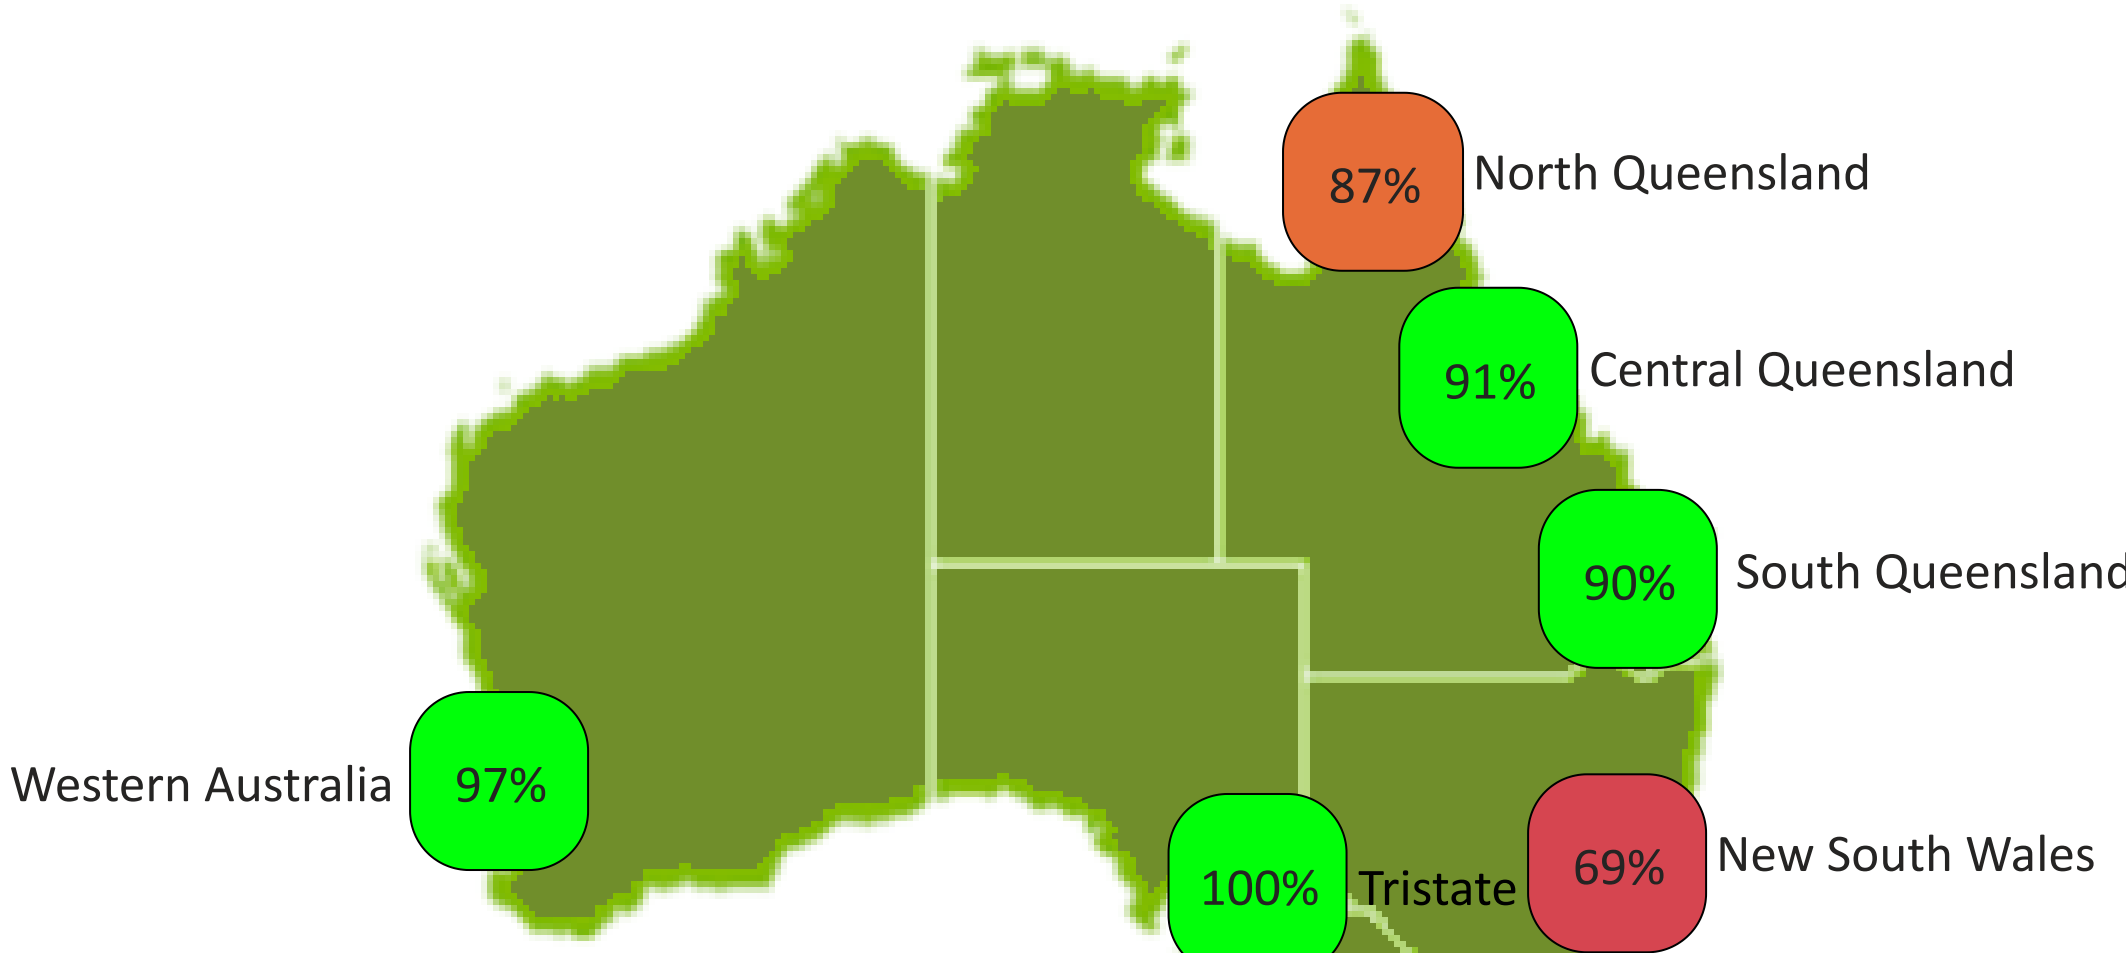 87% North Queensland
91% Central Queensland
90% South Queensland
Western Australia 97%
100% Tristate
69% New South Wales